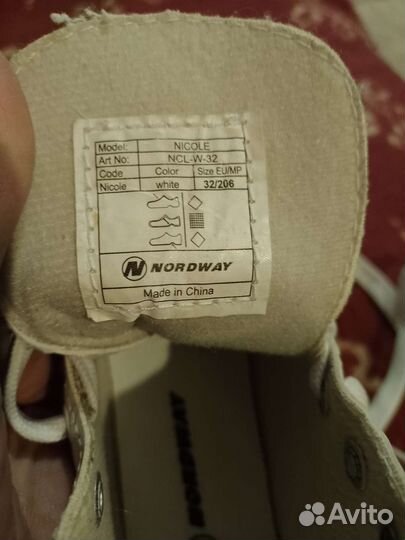 Model: NICOLE
Art No: NCL-W-32
Code Color Size EU/MP
Nicole white 32/206
N NORDWAY
Made in China
NORDWAY
Avito